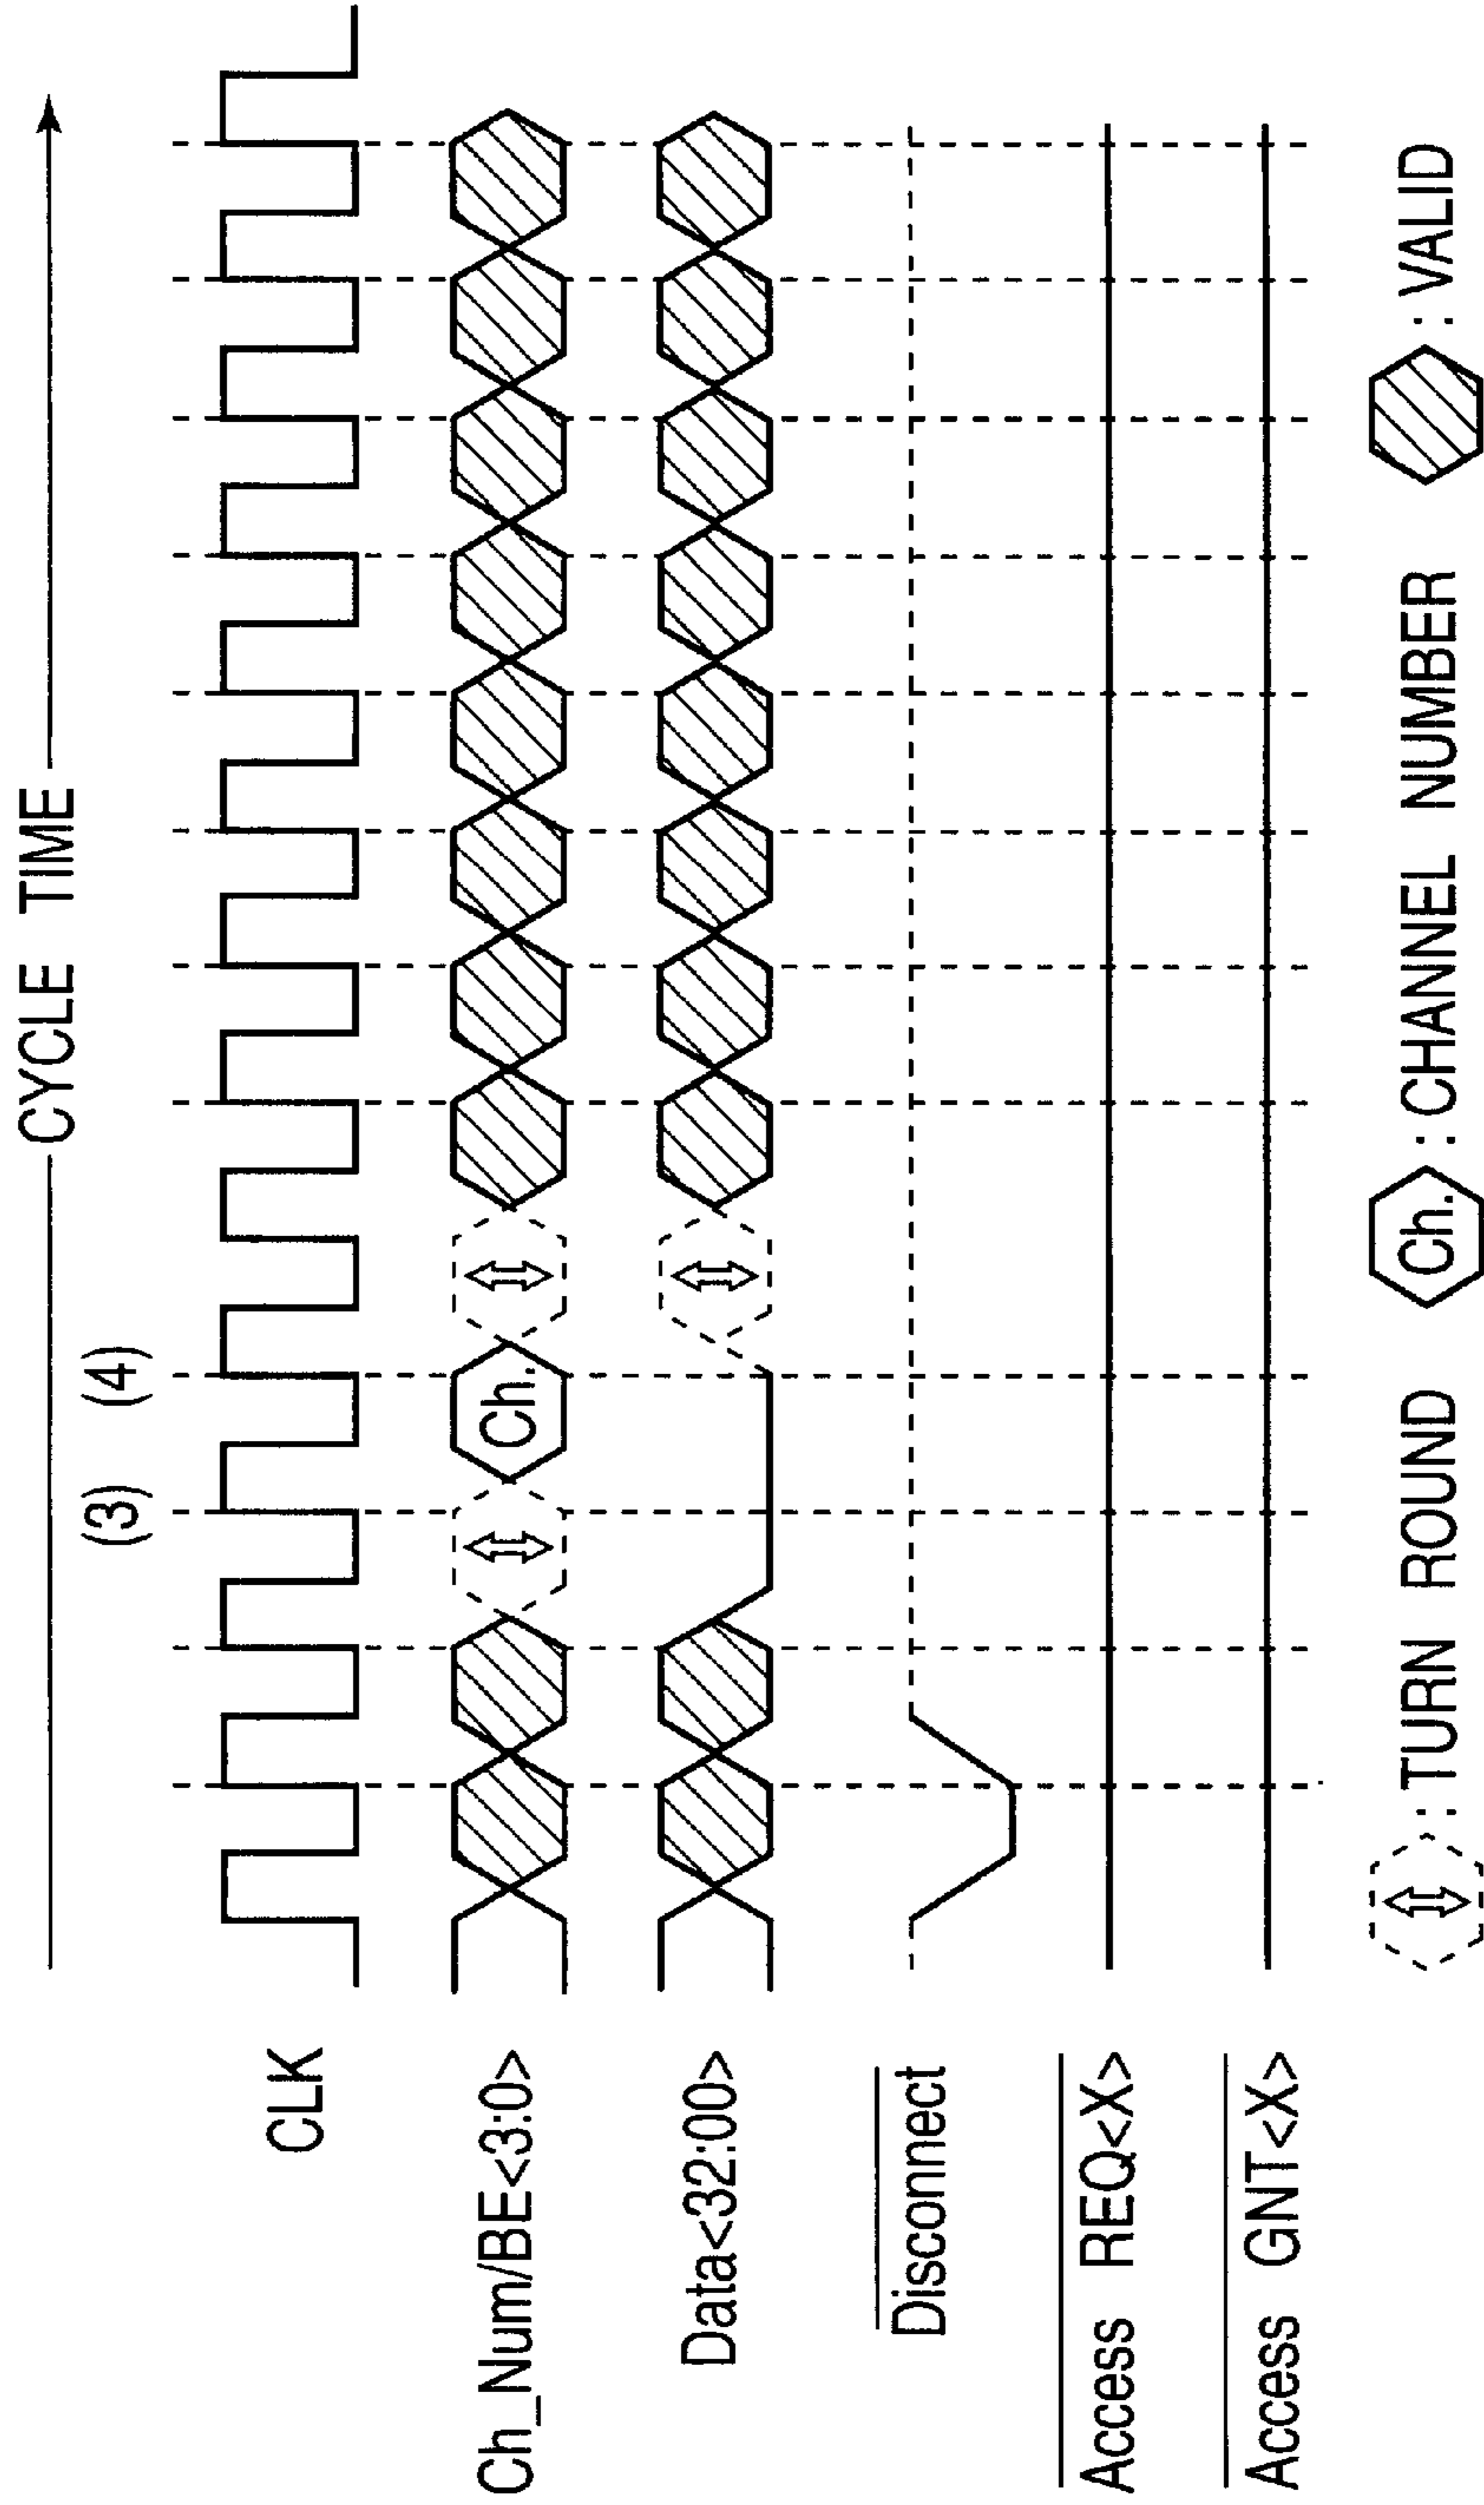 CYCLE TIME
(3) (4)
CLK
Ch_Num/BE<3:0>
Ch.
Data<32:00>
Disconnect
Access REQ<X>
Access GNT<X>
: TURN ROUND
Ch. : CHANNEL NUMBER
: VALID